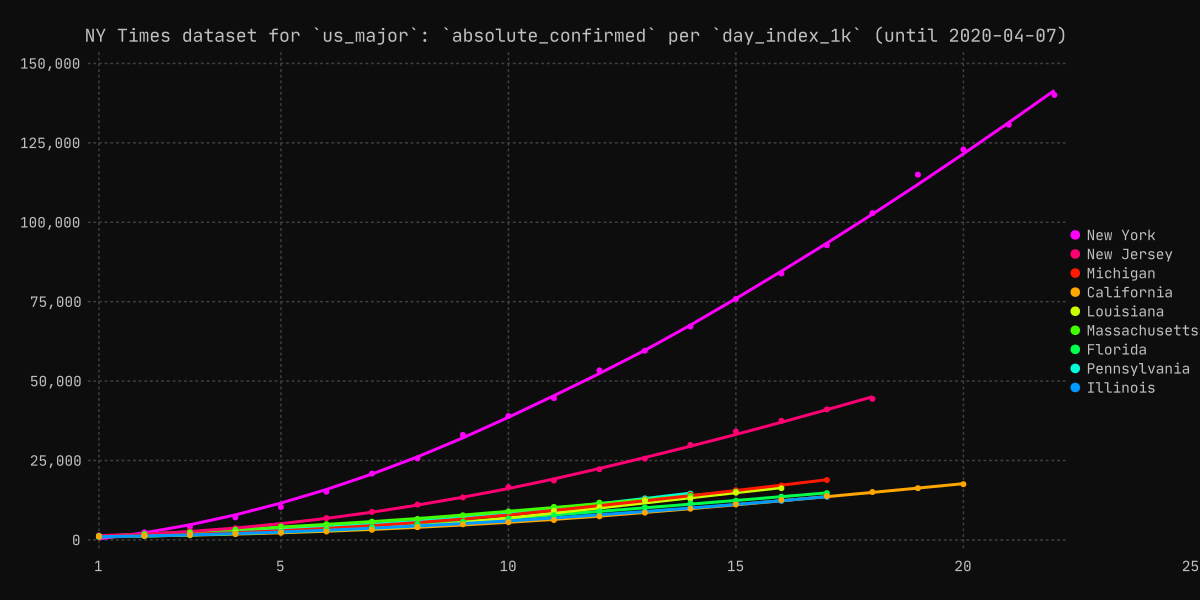 NY Times dataset for `us_major`: `absolute_confirmed` per `day_index_1k` (until 2020-04-07)
150,000
125,000
100,000
75,000
50,000
25,000
0
1 5 10 15 20 25
New York
New Jersey
Michigan
California
Louisiana
Massachusetts
Florida
Pennsylvania
Illinois